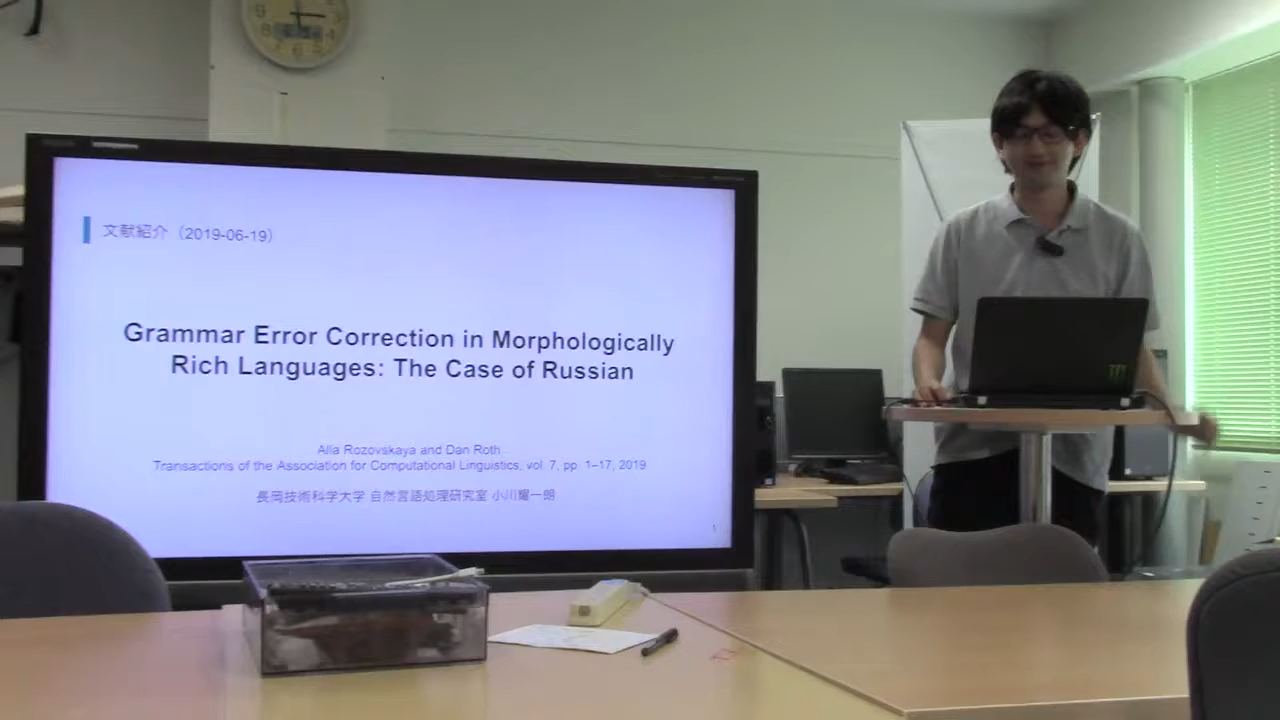 文献紹介（2019-06-19）
Grammar Error Correction in Morphologically
Rich Languages: The Case of Russian
Alla Rozovskaya and Dan Roth
Transactions of the Association for Computational Linguistics, vol. 7, pp. 1–17, 2019
長岡技術科学大学 自然言語処理研究室 小川耀一朗
1